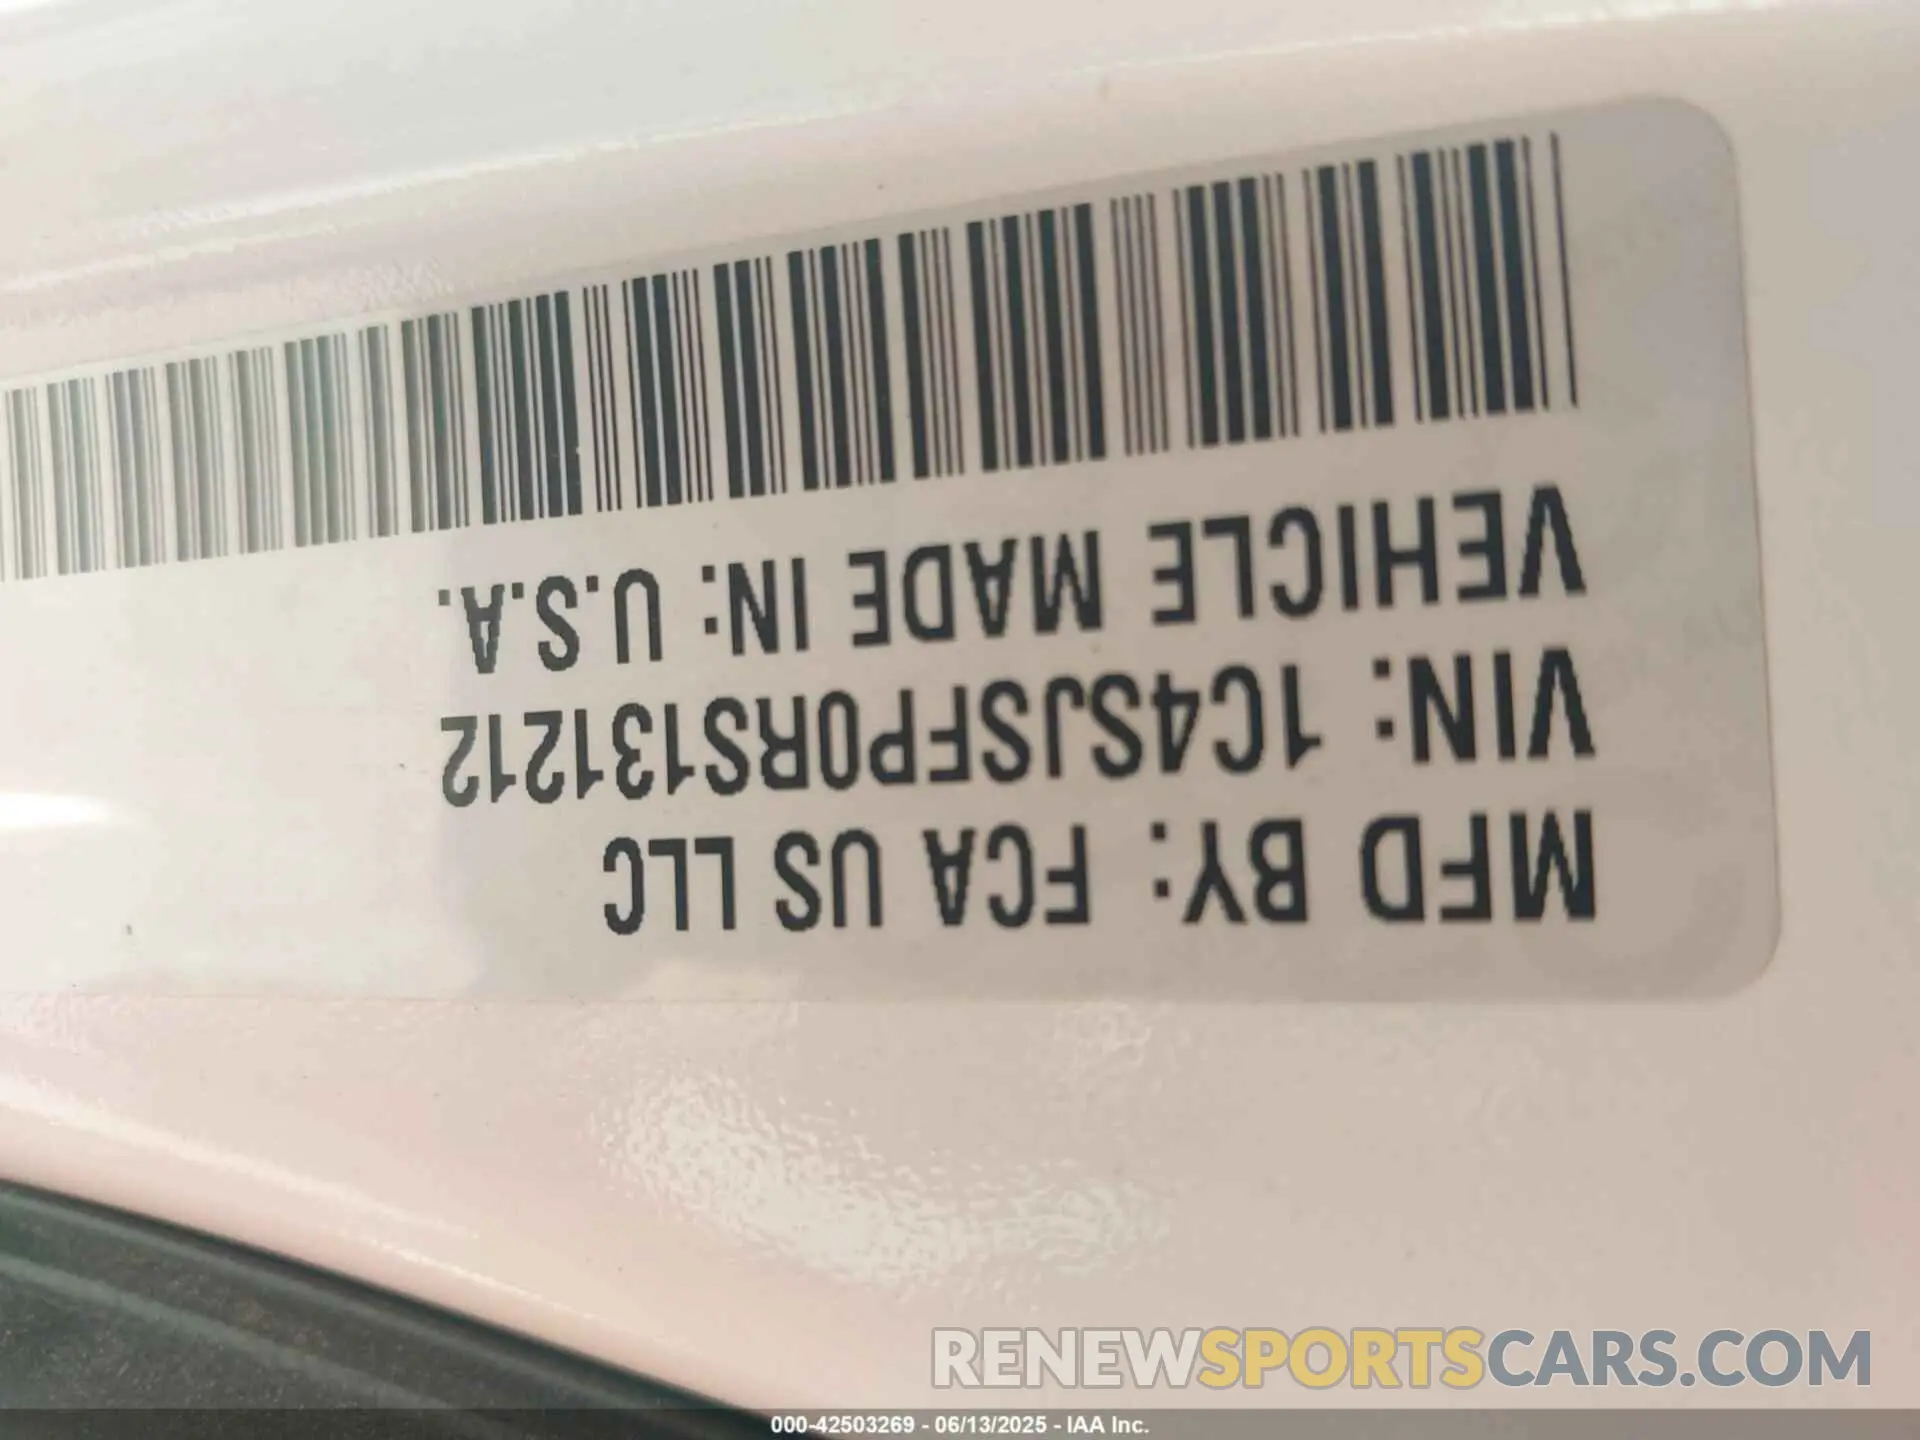 MFD BY: FCA US LLC
VIN: 1C4SJSFP0RS131212
VEHICLE MADE IN: U.S.A.
RENEWSPORTSCARS.COM
000-42503269 - 06/13/2025 - IAA Inc.